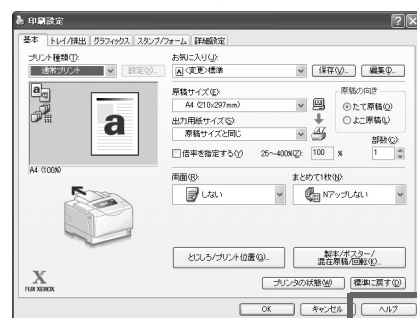 印刷設定
基本 トレイ/排出 グラフィックス スタンプ/フォーム 詳細設定
プリント種類(T):
通常プリント 設定(V)...
お気に入り(J):
A <変更>標準 保存(V)... 編集(I)...
原稿サイズ(E):
A4 (210x297mm)
出力用紙サイズ(S):
原稿サイズと同じ
倍率を指定する(Y) 25~400%(Z): 100 %
原稿の向き
たて原稿(O)
よこ原稿(L)
部数(C):
1
a
A4 (100%)
両面(R):
しない
まとめて1枚(N):
Nアップしない
とじしろ/プリント位置(G)...
製本/ポスター/
混在原稿/回転(K)...
FUJI XEROX
プリンタの状態(W) 標準に戻す(D)
OK キャンセル ヘルプ